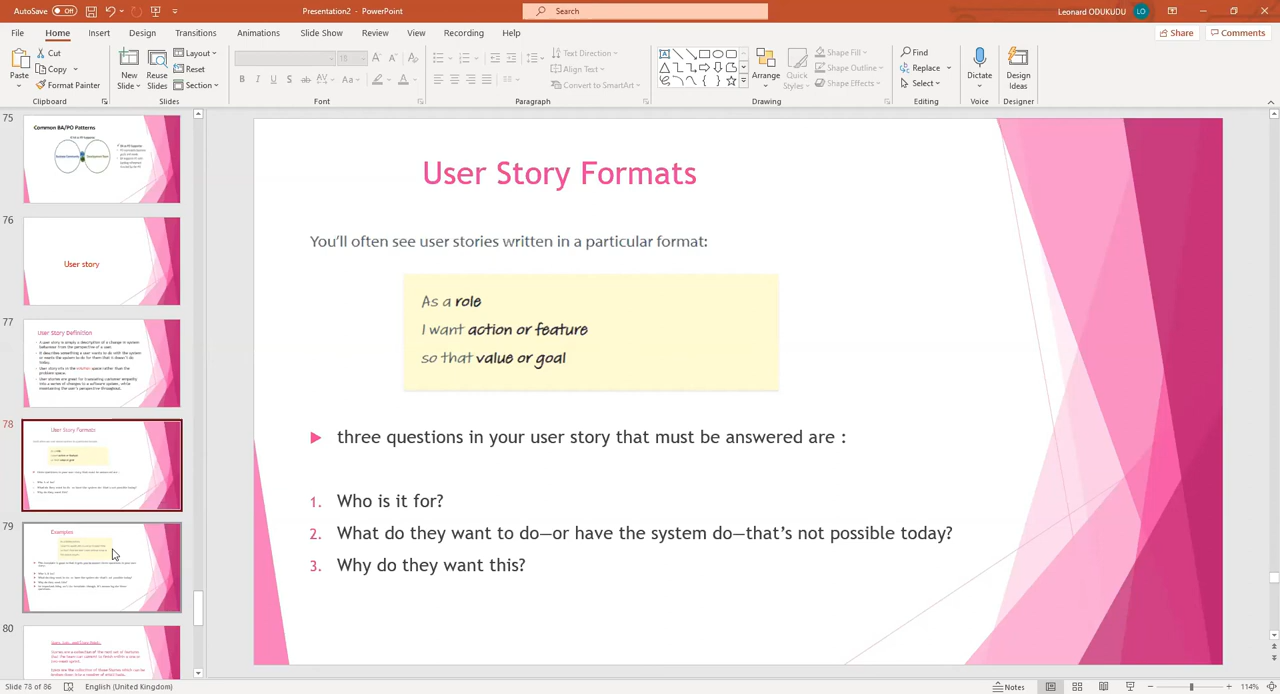 AutoSave Off
Presentation2 - PowerPoint
Search
Leonard ODUKUDU LO
File Home Insert Design Transitions Animations Slide Show Review View Recording Help
Share Comments
Paste
Cut
Copy
Format Painter
Clipboard
New Slide
Reuse Slides
Layout
Reset
Section
Slides
18
Font
Text Direction
Align Text
Convert to SmartArt
Paragraph
Arrange
Quick Styles
Shape Fill
Shape Outline
Shape Effects
Drawing
Find
Replace
Select
Editing
Dictate
Voice
Design Ideas
Designer
75
Common BA/PO Patterns
76
User story
77
User Story Definition
78
User Story Formats
79
Examples
80
User Story Formats
You'll often see user stories written in a particular format:
As a role
I want action or feature
so that value or goal
three questions in your user story that must be answered are :
1. Who is it for?
2. What do they want to do—or have the system do—that's not possible today?
3. Why do they want this?
Slide 78 of 86
English (United Kingdom)
Notes
114%